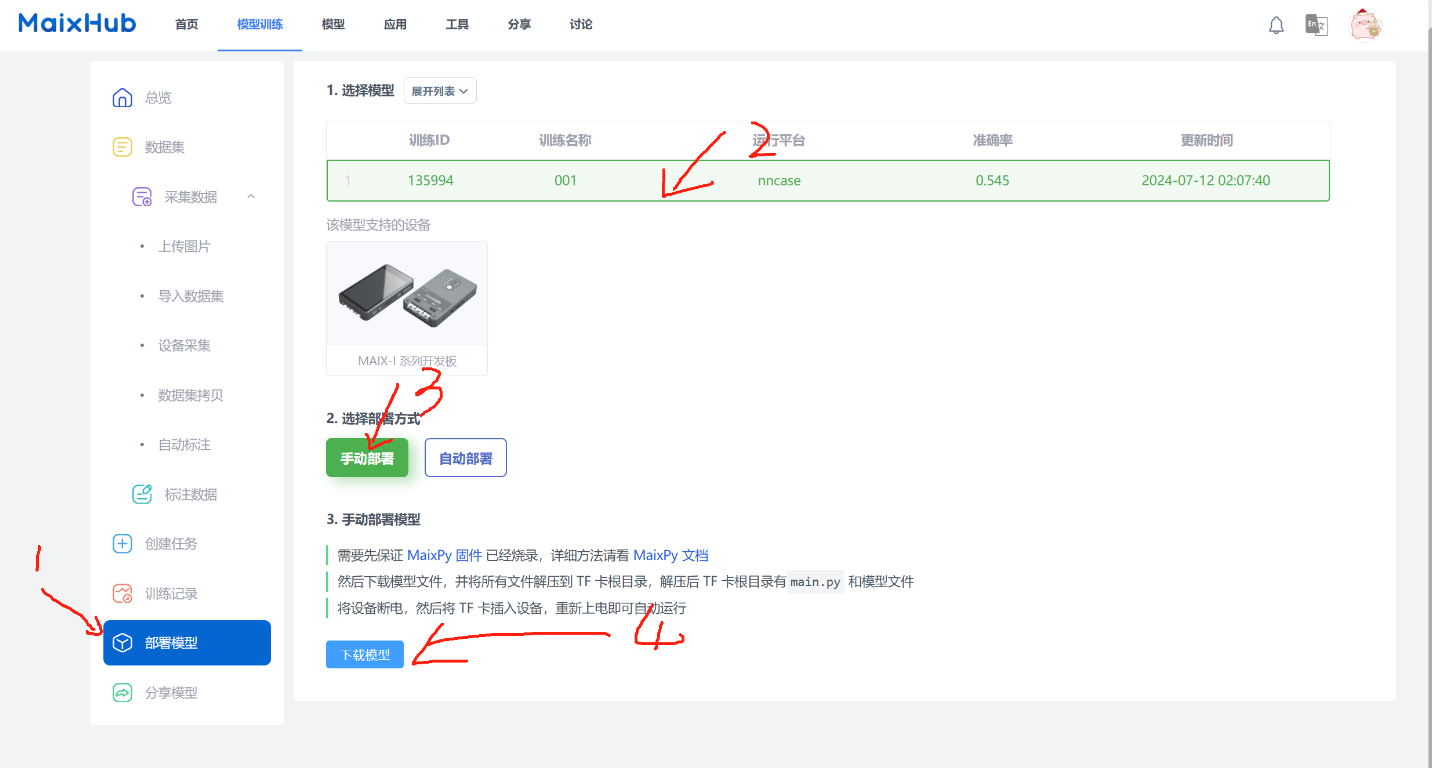 MaixHub 首页 模型训练 模型 应用 工具 分享 讨论 En 文
总览
数据集
采集数据
• 上传图片
• 导入数据集
• 设备采集
• 数据集拷贝
• 自动标注
标注数据
创建任务
训练记录
部署模型
分享模型
1
1. 选择模型 展开列表
训练ID 训练名称 运行平台 准确率 更新时间
2
1 135994 001 nncase 0.545 2024-07-12 02:07:40
该模型支持的设备
MAIX-I 系列开发板
3
2. 选择部署方式
手动部署 自动部署
3. 手动部署模型
需要先保证 MaixPy 固件 已经烧录，详细方法请看 MaixPy 文档
然后下载模型文件，并将所有文件解压到 TF 卡根目录，解压后 TF 卡根目录有 main.py 和模型文件
将设备断电，然后将 TF 卡插入设备，重新上电即可自动运行
4
下载模型